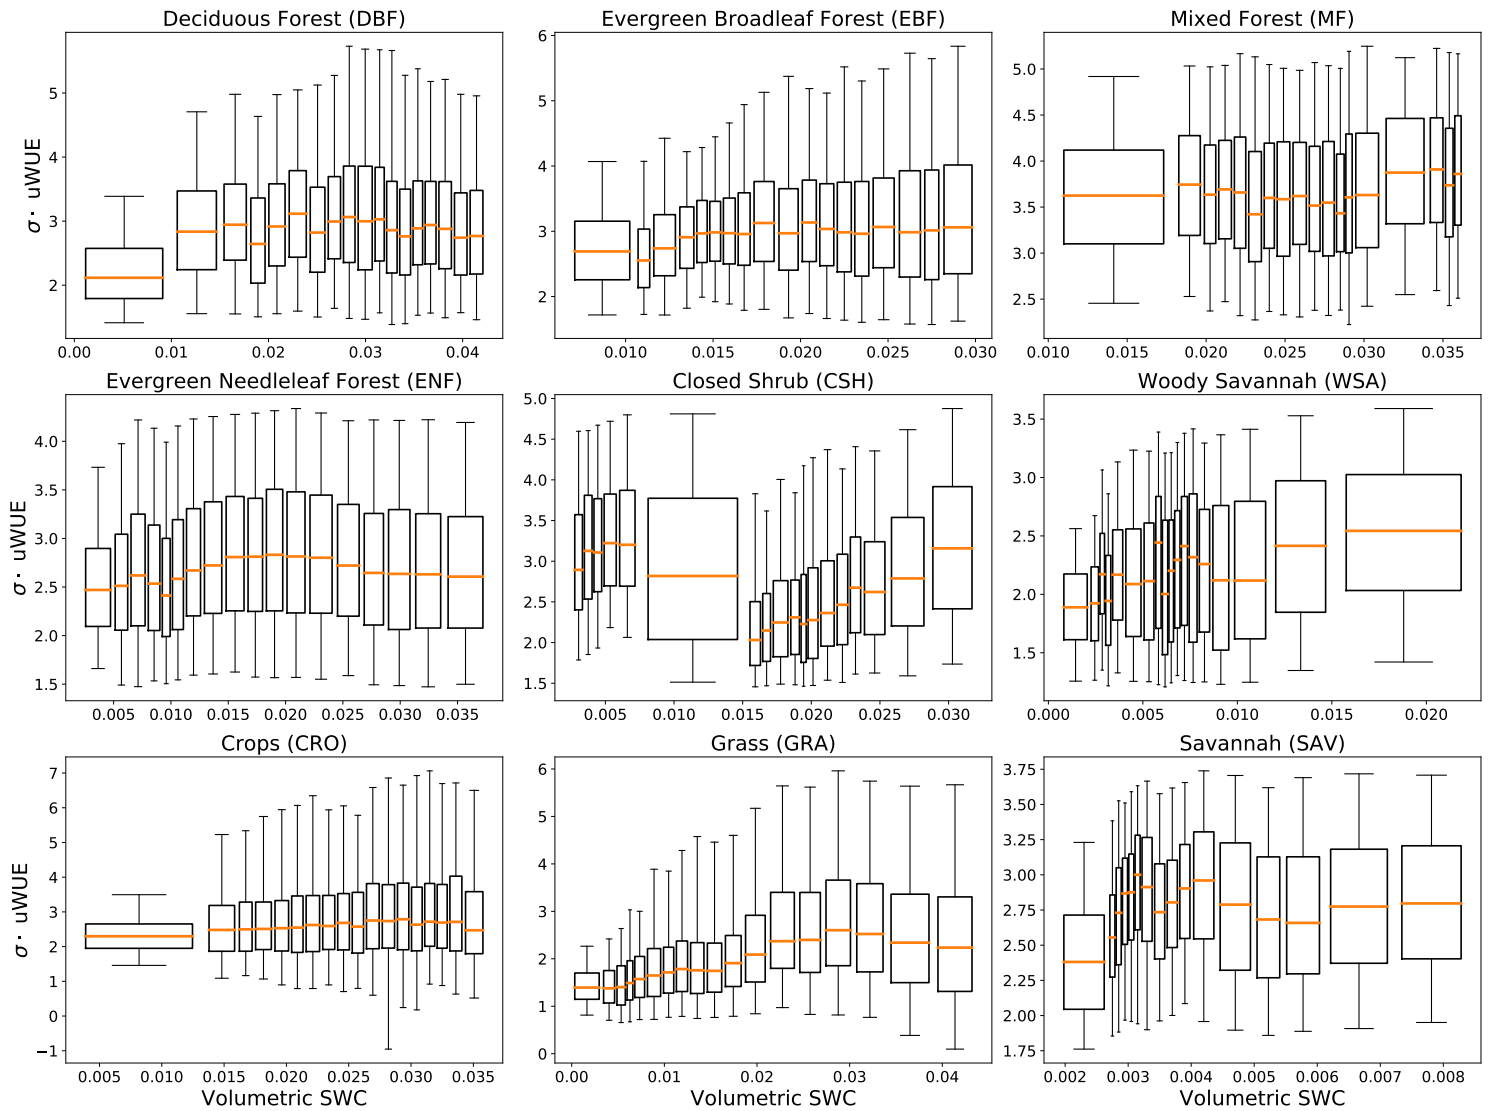 Deciduous Forest (DBF)
Evergreen Broadleaf Forest (EBF)
Mixed Forest (MF)
σ · uWUE
5
4
3
2
0.00 0.01 0.02 0.03 0.04
6
5
4
3
2
0.010 0.015 0.020 0.025 0.030
5.0
4.5
4.0
3.5
3.0
2.5
0.010 0.015 0.020 0.025 0.030 0.035
Evergreen Needleleaf Forest (ENF)
Closed Shrub (CSH)
Woody Savannah (WSA)
σ · uWUE
4.0
3.5
3.0
2.5
2.0
1.5
0.005 0.010 0.015 0.020 0.025 0.030 0.035
5.0
4.5
4.0
3.5
3.0
2.5
2.0
1.5
0.005 0.010 0.015 0.020 0.025 0.030
3.5
3.0
2.5
2.0
1.5
0.000 0.005 0.010 0.015 0.020
Crops (CRO)
Grass (GRA)
Savannah (SAV)
σ · uWUE
7
6
5
4
3
2
1
0
−1
0.005 0.010 0.015 0.020 0.025 0.030 0.035
Volumetric SWC
6
5
4
3
2
1
0
0.00 0.01 0.02 0.03 0.04
Volumetric SWC
3.75
3.50
3.25
3.00
2.75
2.50
2.25
2.00
1.75
0.002 0.003 0.004 0.005 0.006 0.007 0.008
Volumetric SWC